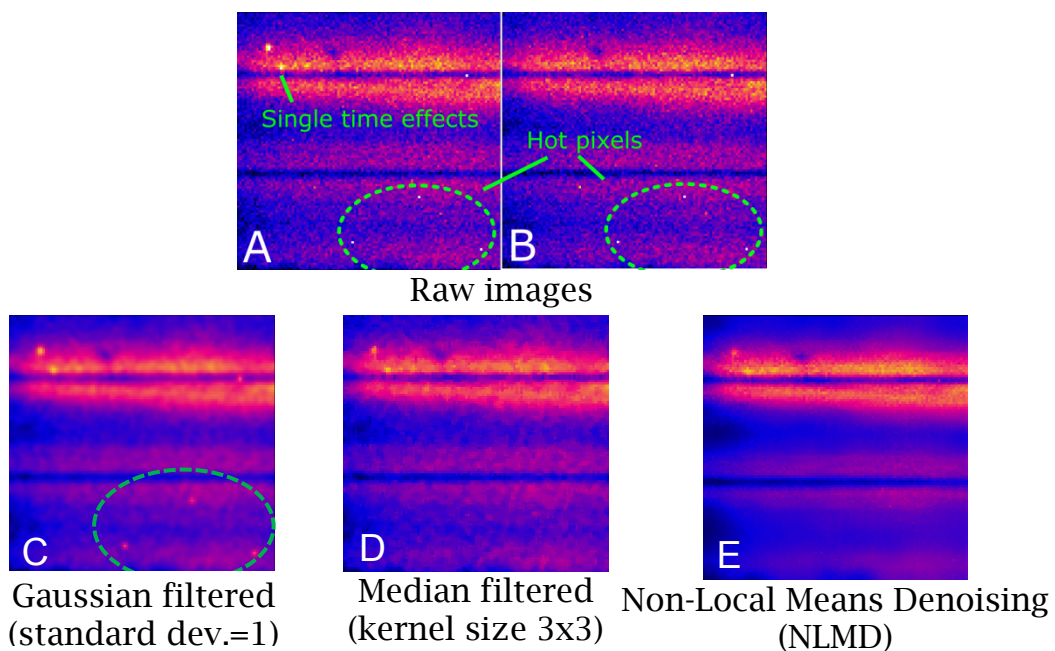 Single time effects
Hot pixels
A
B
Raw images
C
D
E
Gaussian filtered
(standard dev.=1)
Median filtered
(kernel size 3x3)
Non-Local Means Denoising
(NLMD)